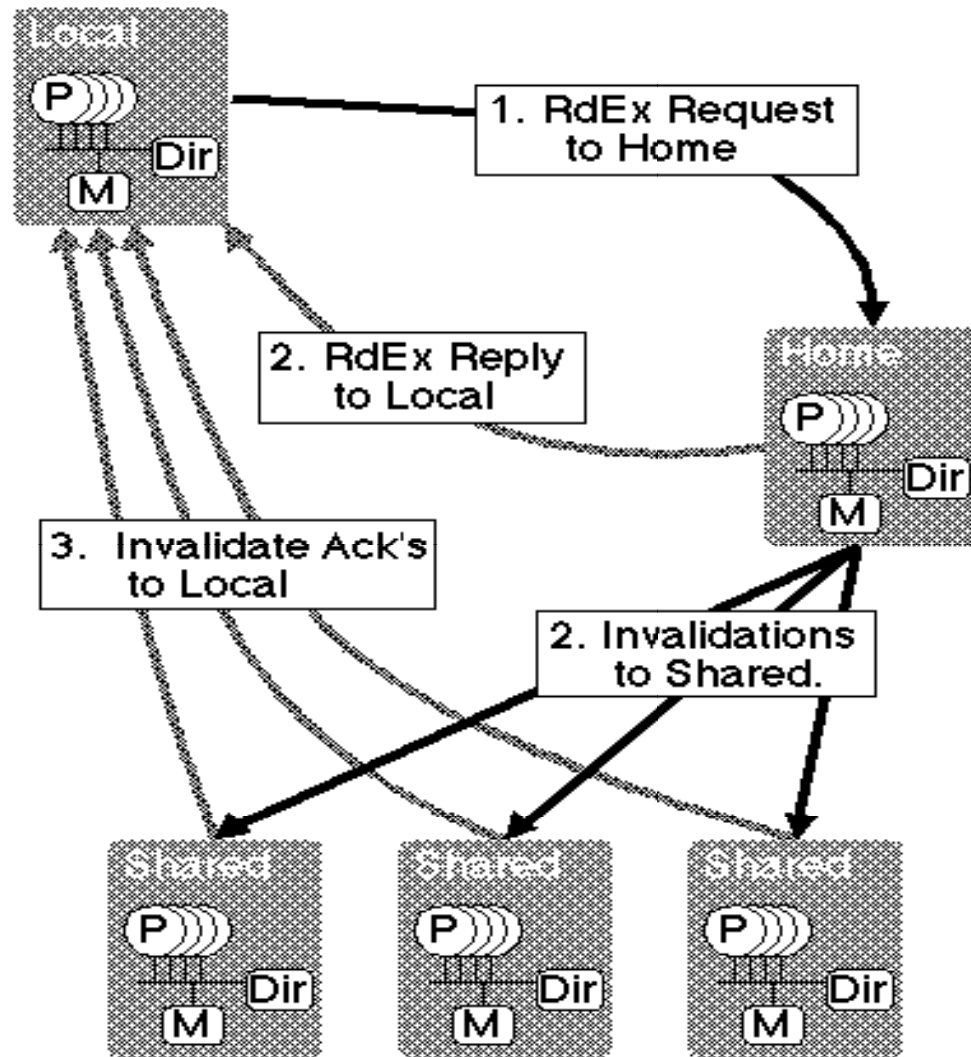 Local
P
Dir
M
1. RdEx Request
to Home
2. RdEx Reply
to Local
Home
P
Dir
M
3. Invalidate Ack's
to Local
2. Invalidations
to Shared.
Shared
P
Dir
M
Shared
P
Dir
M
Shared
P
Dir
M